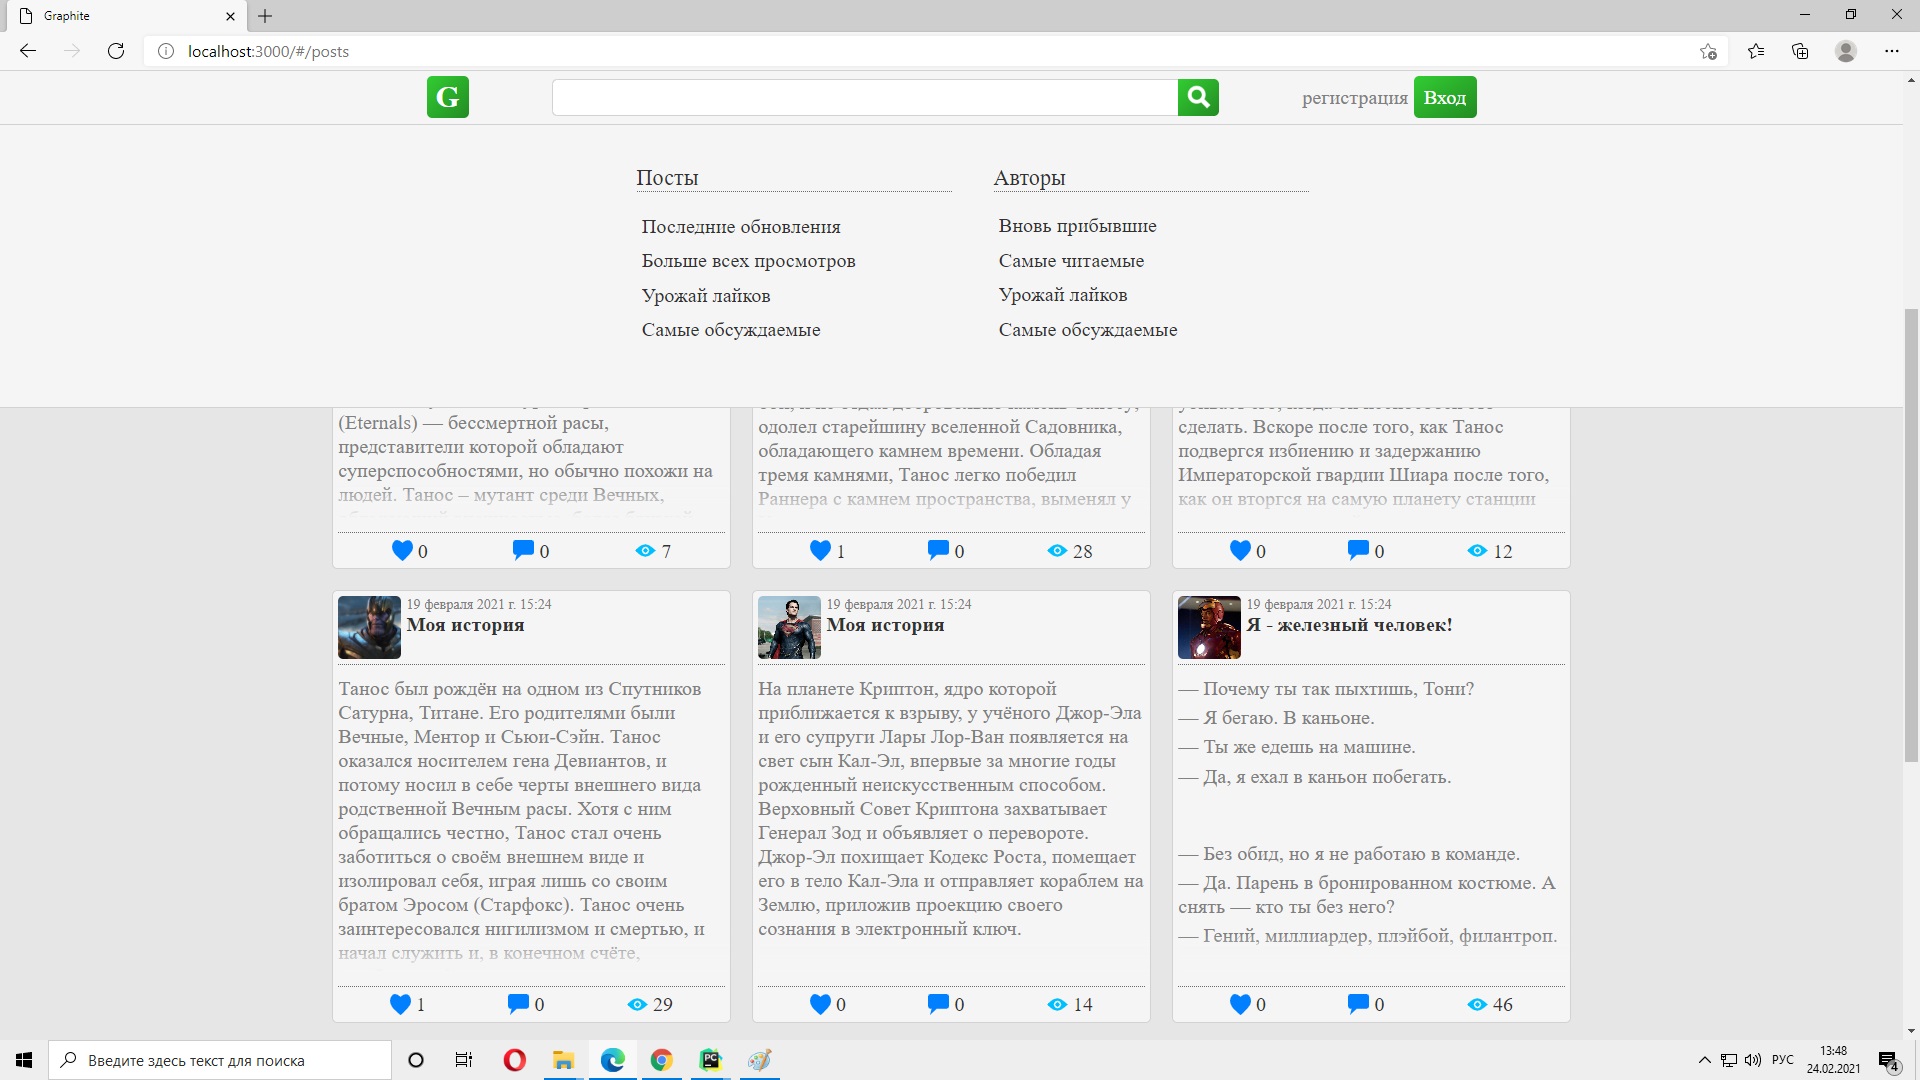 Graphite
localhost:3000/#/posts
G
регистрация Вход
Посты
Последние обновления
Больше всех просмотров
Урожай лайков
Самые обсуждаемые
Авторы
Вновь прибывшие
Самые читаемые
Урожай лайков
Самые обсуждаемые
(Eternals) — бессмертной расы,
представители которой обладают
суперспособностями, но обычно похожи на
людей. Танос – мутант среди Вечных,
0 0 7
одолел старейшину вселенной Садовника,
обладающего камнем времени. Обладая
тремя камнями, Танос легко победил
Раннера с камнем пространства, выменял у
1 0 28
сделать. Вскоре после того, как Танос
подвергся избиению и задержанию
Императорской гвардии Шиара после того,
как он вторгся на самую планету станции
0 0 12
19 февраля 2021 г. 15:24
Моя история
Танос был рождён на одном из Спутников
Сатурна, Титане. Его родителями были
Вечные, Ментор и Сьюи-Сэйн. Танос
оказался носителем гена Девиантов, и
потому носил в себе черты внешнего вида
родственной Вечным расы. Хотя с ним
обращались честно, Танос стал очень
заботиться о своём внешнем виде и
изолировал себя, играя лишь со своим
братом Эросом (Старфокс). Танос очень
заинтересовался нигилизмом и смертью, и
начал служить и, в конечном счёте,
1 0 29
19 февраля 2021 г. 15:24
Моя история
На планете Криптон, ядро которой
приближается к взрыву, у учёного Джор-Эла
и его супруги Лары Лор-Ван появляется на
свет сын Кал-Эл, впервые за многие годы
рожденный неискусственным способом.
Верховный Совет Криптона захватывает
Генерал Зод и объявляет о перевороте.
Джор-Эл похищает Кодекс Роста, помещает
его в тело Кал-Эла и отправляет кораблем на
Землю, приложив проекцию своего
сознания в электронный ключ.
0 0 14
19 февраля 2021 г. 15:24
Я - железный человек!
— Почему ты так пыхтишь, Тони?
— Я бегаю. В каньоне.
— Ты же едешь на машине.
— Да, я ехал в каньон побегать.
— Без обид, но я не работаю в команде.
— Да. Парень в бронированном костюме. А
снять — кто ты без него?
— Гений, миллиардер, плэйбой, филантроп.
0 0 46
Введите здесь текст для поиска
PC
РУС
13:48
24.02.2021
4